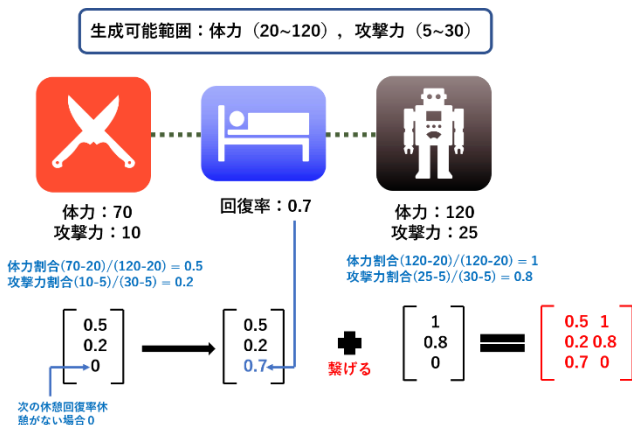 生成可能範囲：体力（20~120），攻撃力（5~30）
体力：70
攻撃力：10
回復率：0.7
体力：120
攻撃力：25
体力割合(70-20)/(120-20) = 0.5
攻撃力割合(10-5)/(30-5) = 0.2
体力割合(120-20)/(120-20) = 1
攻撃力割合(25-5)/(30-5) = 0.8
0.5
0.2
0
0.5
0.2
0.7
繋げる
1
0.8
0
0.5 1
0.2 0.8
0.7 0
次の休憩回復率休
憩がない場合０